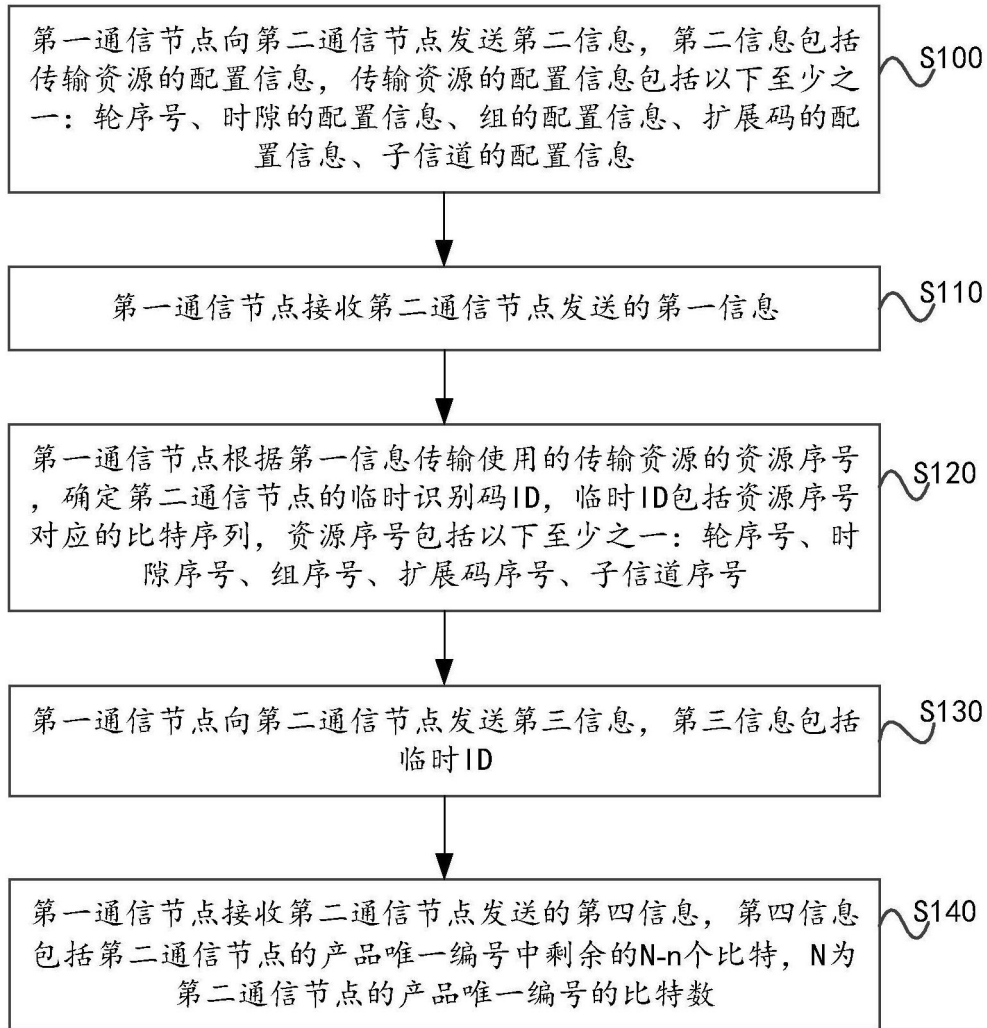 第一通信节点向第二通信节点发送第二信息，第二信息包括
传输资源的配置信息，传输资源的配置信息包括以下至少之
一：轮序号、时隙的配置信息、组的配置信息、扩展码的配
置信息、子信道的配置信息
S100
第一通信节点接收第二通信节点发送的第一信息
S110
第一通信节点根据第一信息传输使用的传输资源的资源序号
，确定第二通信节点的临时识别码ID，临时ID包括资源序号
对应的比特序列，资源序号包括以下至少之一：轮序号、时
隙序号、组序号、扩展码序号、子信道序号
S120
第一通信节点向第二通信节点发送第三信息，第三信息包括
临时ID
S130
第一通信节点接收第二通信节点发送的第四信息，第四信息
包括第二通信节点的产品唯一编号中剩余的N-n个比特，N为
第二通信节点的产品唯一编号的比特数
S140